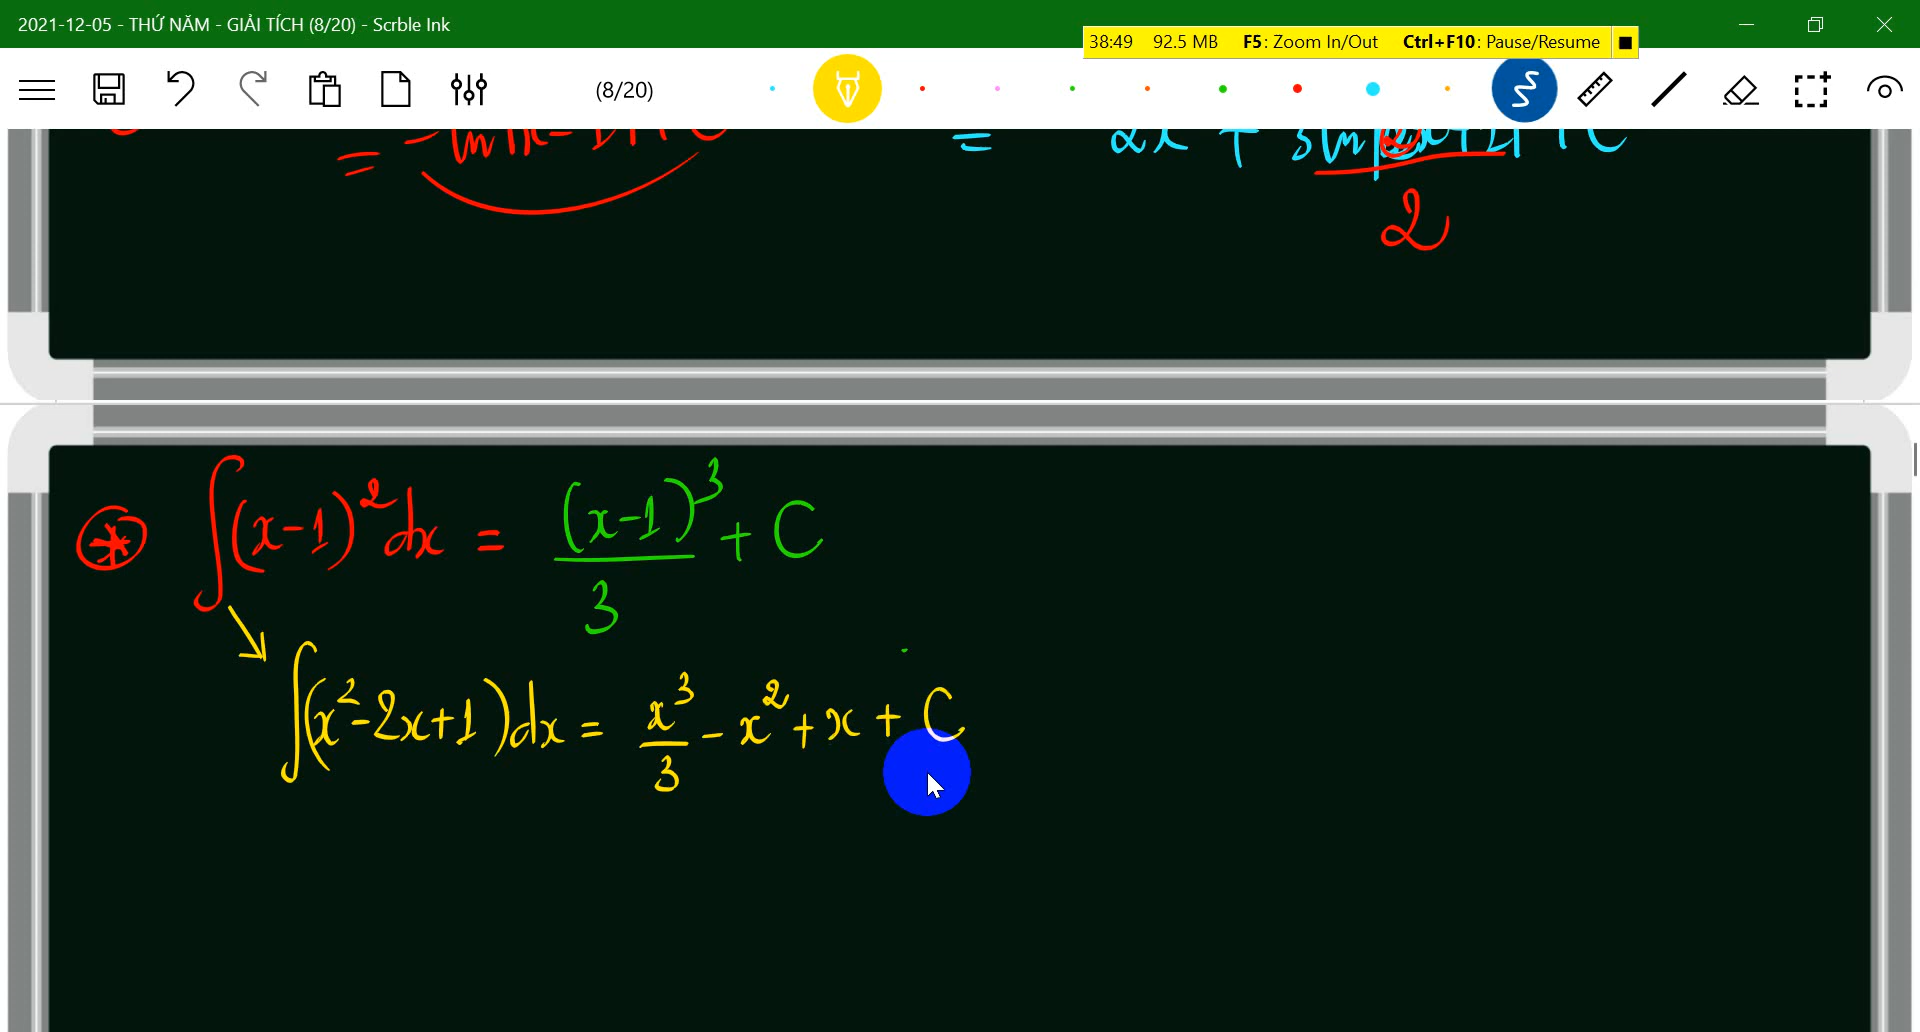 2021-12-05 - THỨ NĂM - GIẢI TÍCH (8/20) - Scrble Ink
38:49 92.5 MB F5: Zoom In/Out Ctrl+F10: Pause/Resume
(8/20)
= 2x +
2
∫(x-1)²dx = (x-1)³/3 + C
∫(x²-2x+1)dx = x³/3 - x² + x + C